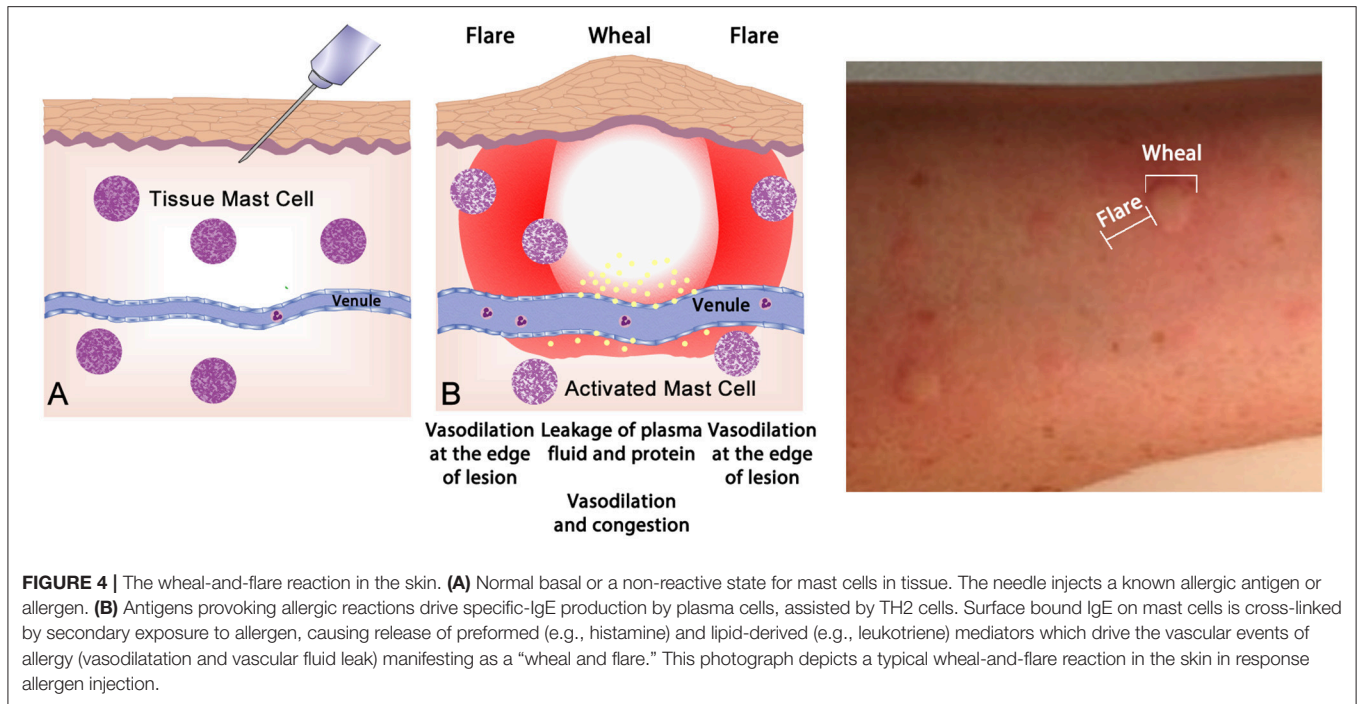 Flare Wheal Flare
Tissue Mast Cell
Venule
A
Venule
Activated Mast Cell
B
Vasodilation
at the edge
of lesion
Leakage of plasma
fluid and protein
Vasodilation
and congestion
Vasodilation
at the edge
of lesion
Wheal
Flare
FIGURE 4 | The wheal-and-flare reaction in the skin. (A) Normal basal or a non-reactive state for mast cells in tissue. The needle injects a known allergic antigen or
allergen. (B) Antigens provoking allergic reactions drive specific-IgE production by plasma cells, assisted by TH2 cells. Surface bound IgE on mast cells is cross-linked
by secondary exposure to allergen, causing release of preformed (e.g., histamine) and lipid-derived (e.g., leukotriene) mediators which drive the vascular events of
allergy (vasodilatation and vascular fluid leak) manifesting as a “wheal and flare.” This photograph depicts a typical wheal-and-flare reaction in the skin in response
allergen injection.